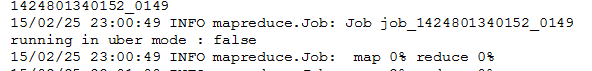 1424801340152_0149
15/02/25 23:00:49 INFO mapreduce.Job: Job job_1424801340152_0149
running in uber mode : false
15/02/25 23:00:49 INFO mapreduce.Job:  map 0% reduce 0%